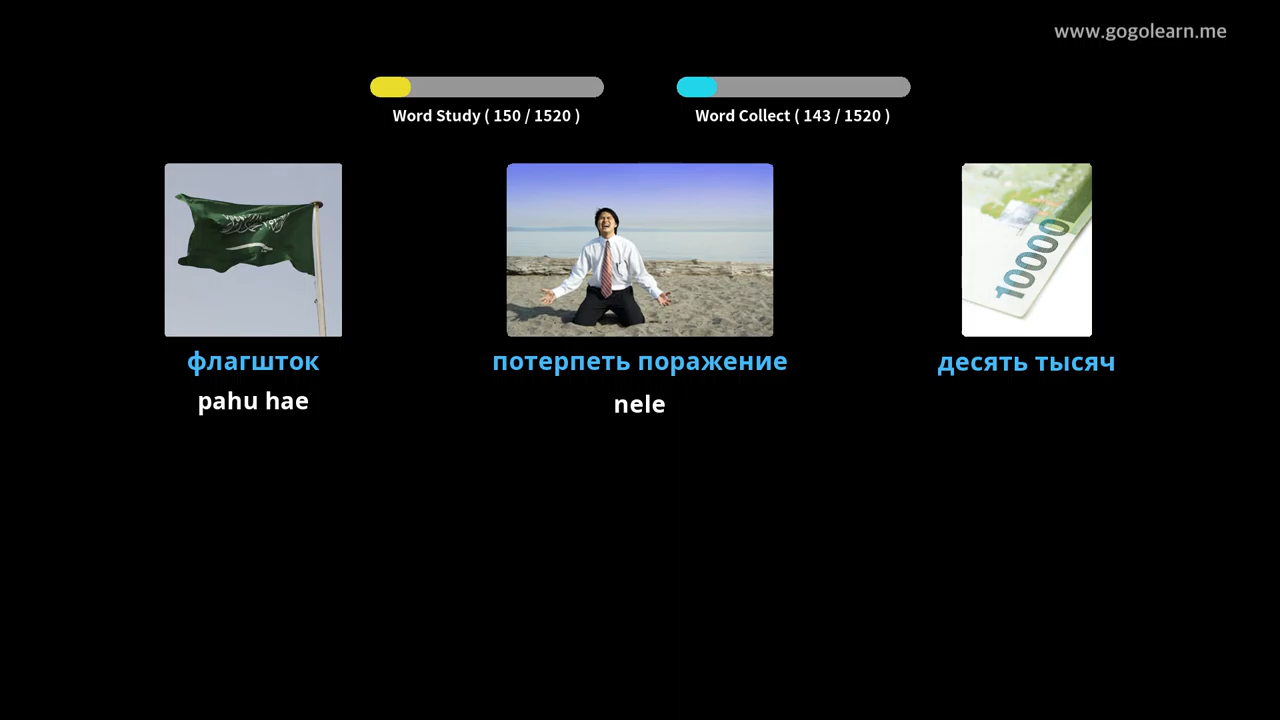 www.gogolearn.me
Word Study ( 150 / 1520 )
Word Collect ( 143 / 1520 )
10000
флагшток
потерпеть поражение
десять тысяч
pahu hae
nele